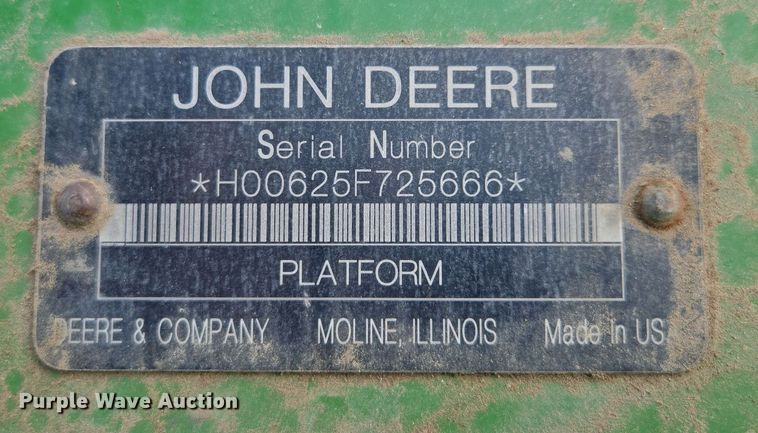 JOHN DEERE
Serial Number
*H00625F725666*
PLATFORM
DEERE & COMPANY MOLINE, ILLINOIS Made in US
Purple Wave Auction